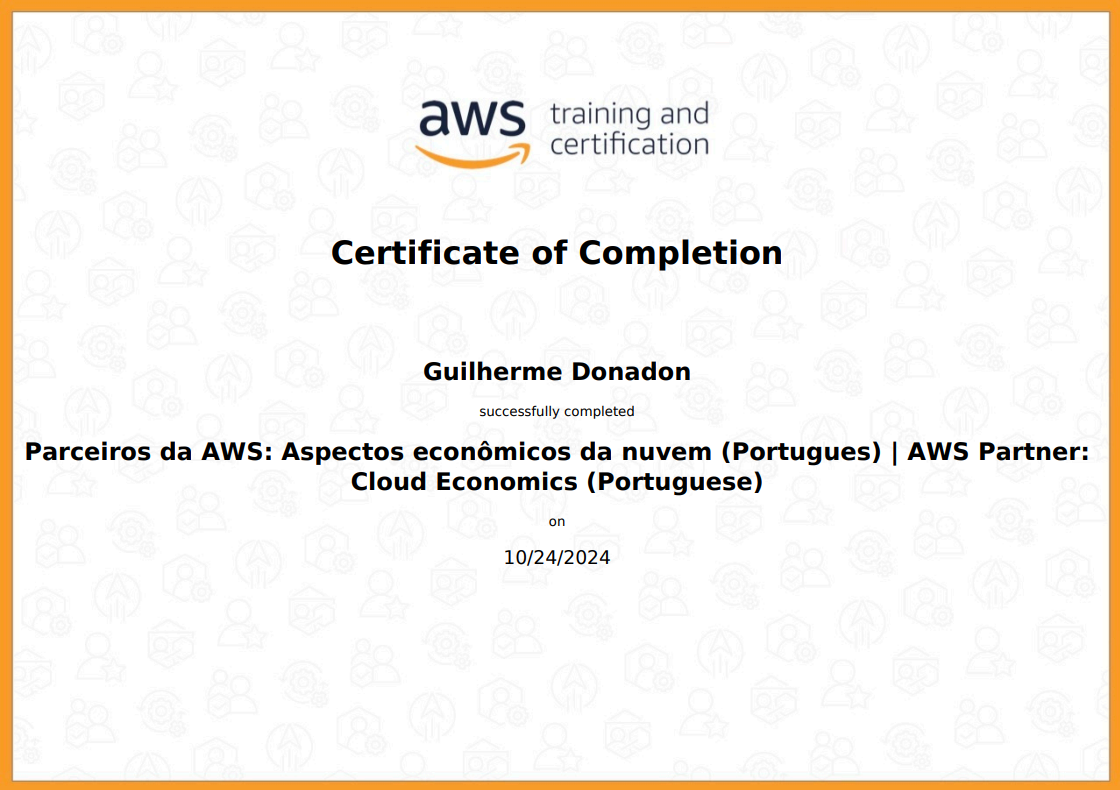 aws training and
certification
Certificate of Completion
Guilherme Donadon
successfully completed
Parceiros da AWS: Aspectos econômicos da nuvem (Portugues) | AWS Partner:
Cloud Economics (Portuguese)
on
10/24/2024